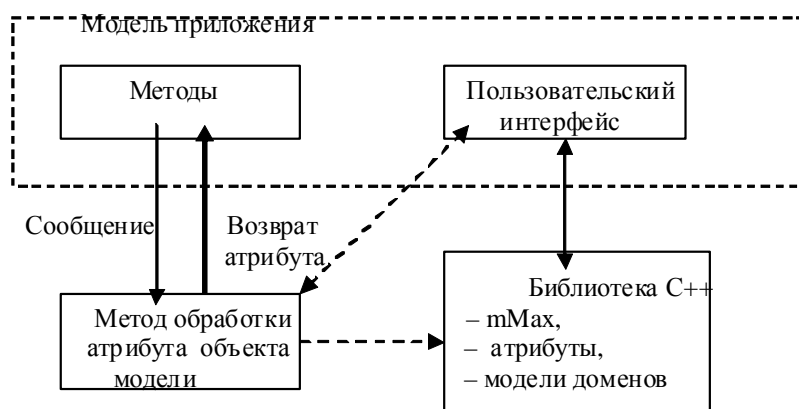 Модель приложения
Методы
Пользовательский
интерфейс
Сообщение
Возврат
атрибута
Метод обработки
атрибута объекта
модели
Библиотека С++
– mMax,
– атрибуты,
– модели доменов